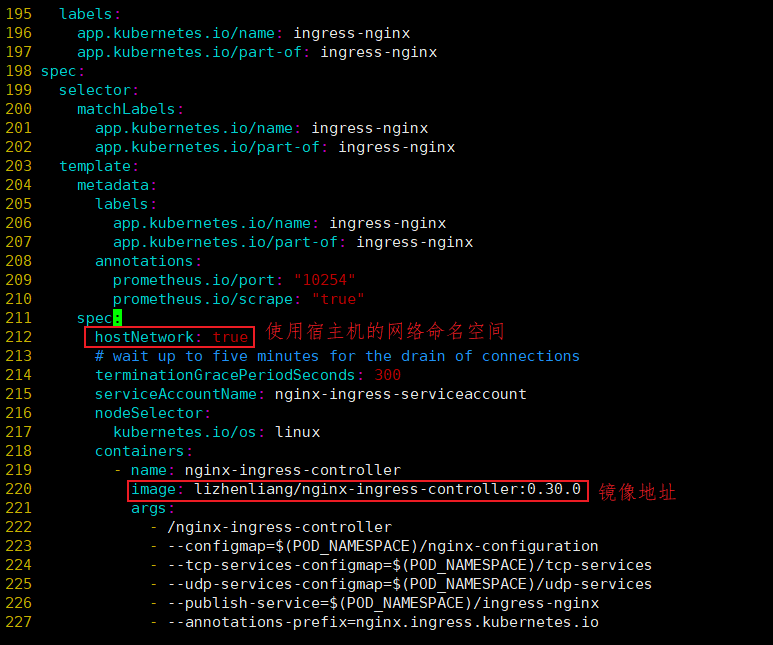 195   labels:
196     app.kubernetes.io/name: ingress-nginx
197     app.kubernetes.io/part-of: ingress-nginx
198 spec:
199   selector:
200     matchLabels:
201       app.kubernetes.io/name: ingress-nginx
202       app.kubernetes.io/part-of: ingress-nginx
203   template:
204     metadata:
205       labels:
206         app.kubernetes.io/name: ingress-nginx
207         app.kubernetes.io/part-of: ingress-nginx
208       annotations:
209         prometheus.io/port: "10254"
210         prometheus.io/scrape: "true"
211     spec:
212       hostNetwork: true 使用宿主机的网络命名空间
213       # wait up to five minutes for the drain of connections
214       terminationGracePeriodSeconds: 300
215       serviceAccountName: nginx-ingress-serviceaccount
216       nodeSelector:
217         kubernetes.io/os: linux
218       containers:
219         - name: nginx-ingress-controller
220           image: lizhenliang/nginx-ingress-controller:0.30.0 镜像地址
221           args:
222             - /nginx-ingress-controller
223             - --configmap=$(POD_NAMESPACE)/nginx-configuration
224             - --tcp-services-configmap=$(POD_NAMESPACE)/tcp-services
225             - --udp-services-configmap=$(POD_NAMESPACE)/udp-services
226             - --publish-service=$(POD_NAMESPACE)/ingress-nginx
227             - --annotations-prefix=nginx.ingress.kubernetes.io